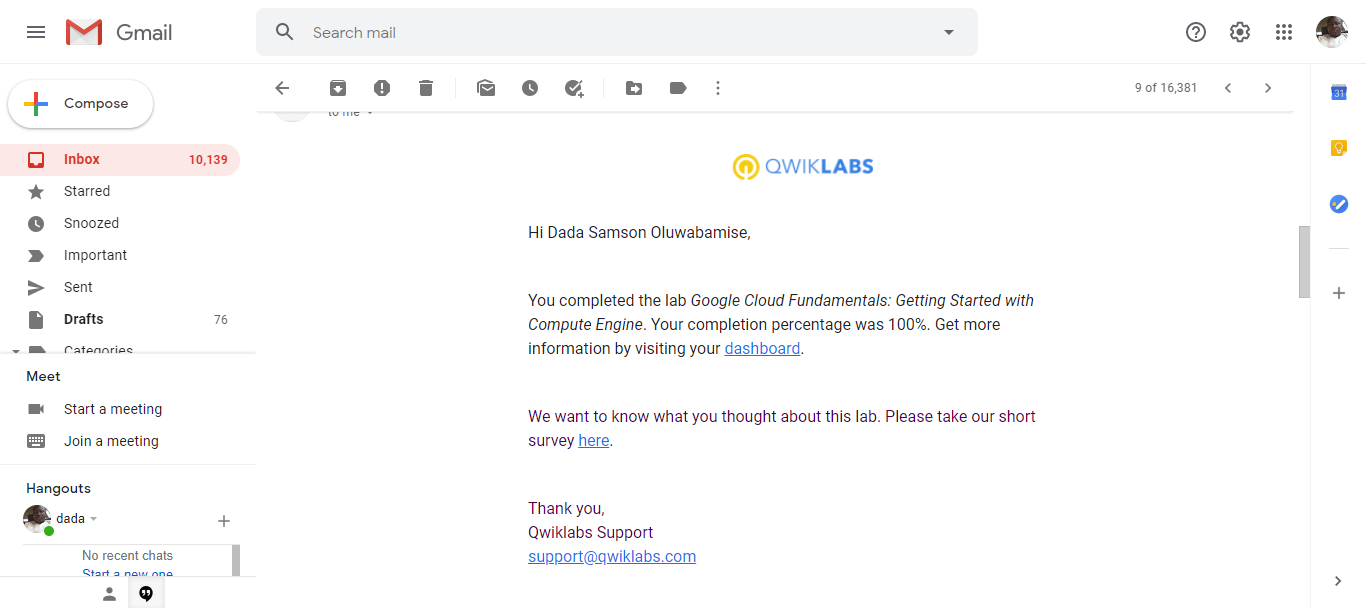 Gmail
Search mail
Compose
9 of 16,381
to me
Inbox 10,139
Starred
Snoozed
Important
Sent
Drafts 76
Categories
Meet
Start a meeting
Join a meeting
Hangouts
dada
No recent chats
Start a new one
QWIKLABS
Hi Dada Samson Oluwabamise,
You completed the lab Google Cloud Fundamentals: Getting Started with
Compute Engine. Your completion percentage was 100%. Get more
information by visiting your dashboard.
We want to know what you thought about this lab. Please take our short
survey here.
Thank you,
Qwiklabs Support
support@qwiklabs.com
31